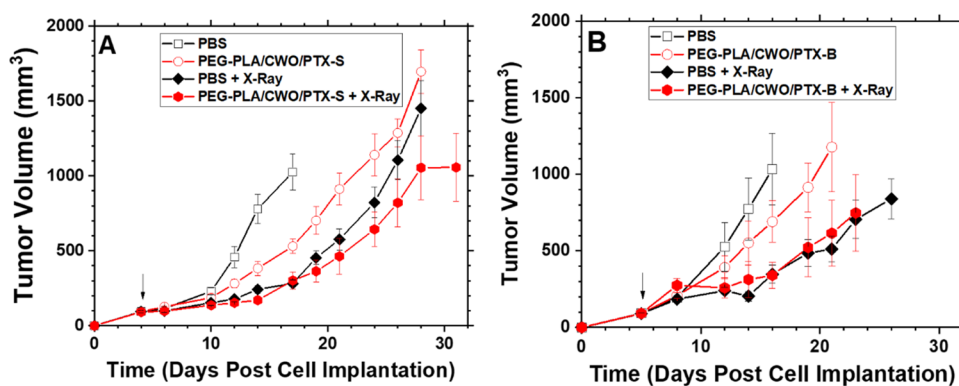 A
PBS
PEG-PLA/CWO/PTX-S
PBS + X-Ray
PEG-PLA/CWO/PTX-S + X-Ray
Tumor Volume (mm³)
2000
1500
1000
500
0
0 10 20 30
Time (Days Post Cell Implantation)
B
PBS
PEG-PLA/CWO/PTX-B
PBS + X-Ray
PEG-PLA/CWO/PTX-B + X-Ray
Tumor Volume (mm³)
2000
1500
1000
500
0
0 10 20 30
Time (Days Post Cell Implantation)